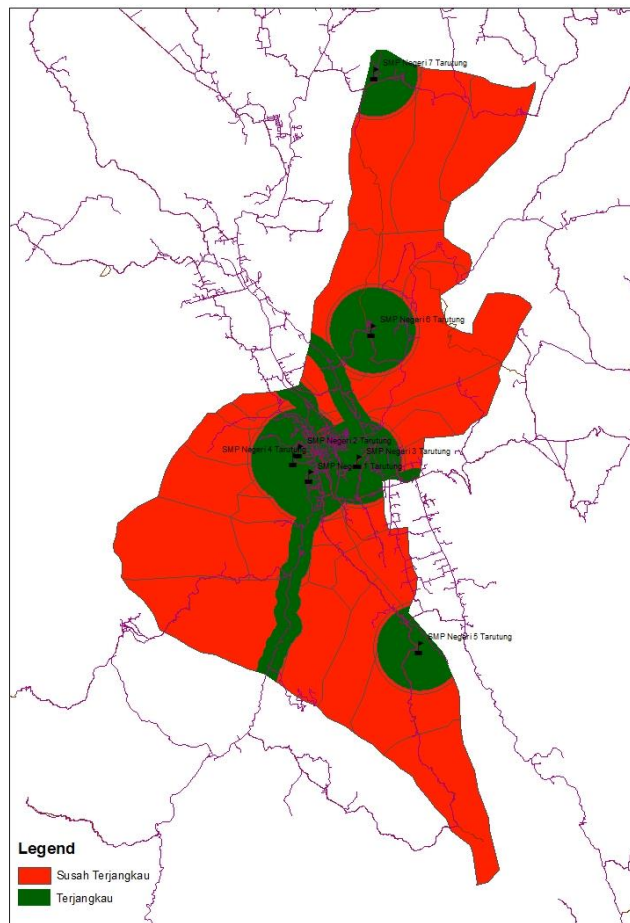 SMP Negeri 7 Tarutung
SMP Negeri 6 Tarutung
SMP Negeri 2 Tarutung
SMP Negeri 4 Tarutung
SMP Negeri 3 Tarutung
SMP Negeri 1 Tarutung
SMP Negeri 5 Tarutung
Legend
Susah Terjangkau
Terjangkau